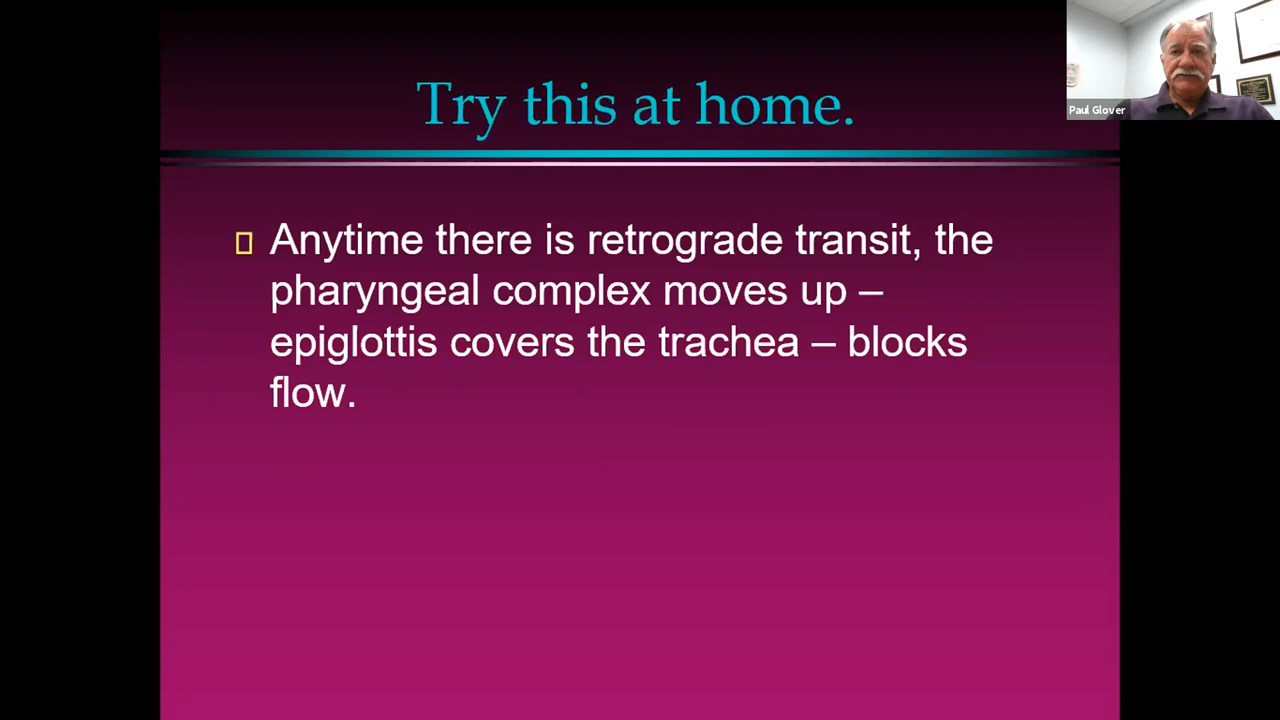 Try this at home.
Paul Glover
Anytime there is retrograde transit, the
pharyngeal complex moves up –
epiglottis covers the trachea – blocks
flow.